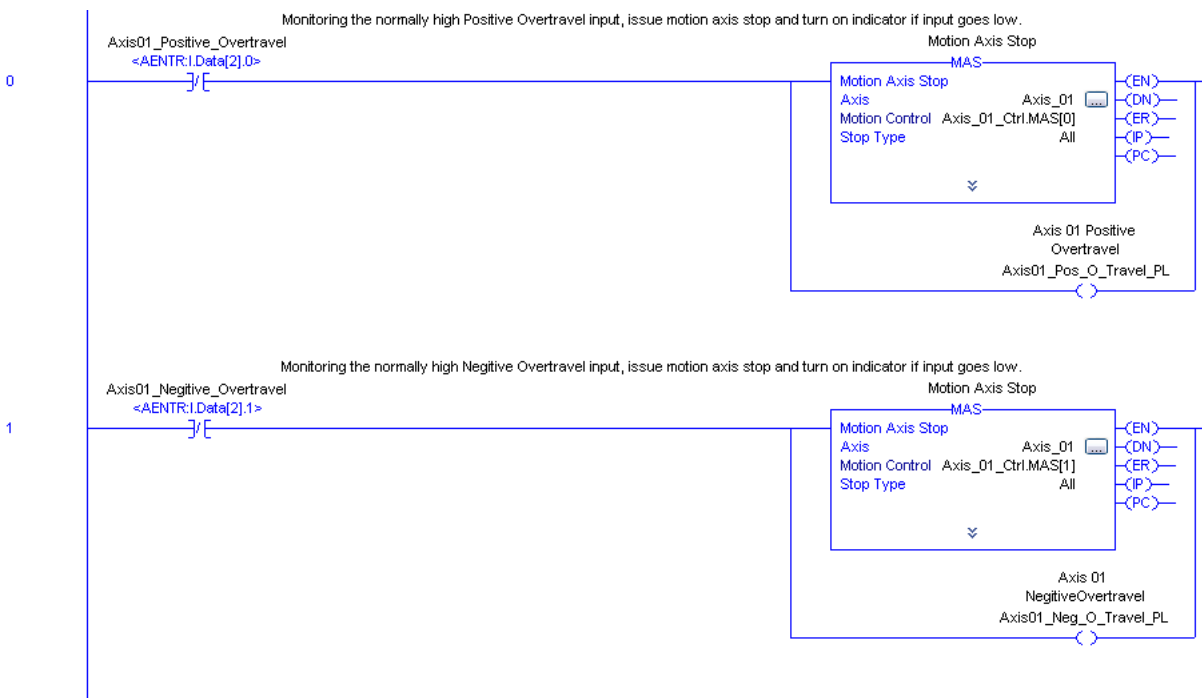 Monitoring the normally high Positive Overtravel input, issue motion axis stop and turn on indicator if input goes low.
Axis01_Positive_Overtravel
<AENTR:I.Data[2].0>
0
Motion Axis Stop
MAS
Motion Axis Stop
Axis Axis_01 ...
Motion Control Axis_01_Ctrl.MAS[0]
Stop Type All
EN
DN
ER
IP
PC
Axis 01 Positive
Overtravel
Axis01_Pos_O_Travel_PL
Monitoring the normally high Negitive Overtravel input, issue motion axis stop and turn on indicator if input goes low.
Axis01_Negitive_Overtravel
<AENTR:I.Data[2].1>
1
Motion Axis Stop
MAS
Motion Axis Stop
Axis Axis_01 ...
Motion Control Axis_01_Ctrl.MAS[1]
Stop Type All
EN
DN
ER
IP
PC
Axis 01
NegitiveOvertravel
Axis01_Neg_O_Travel_PL